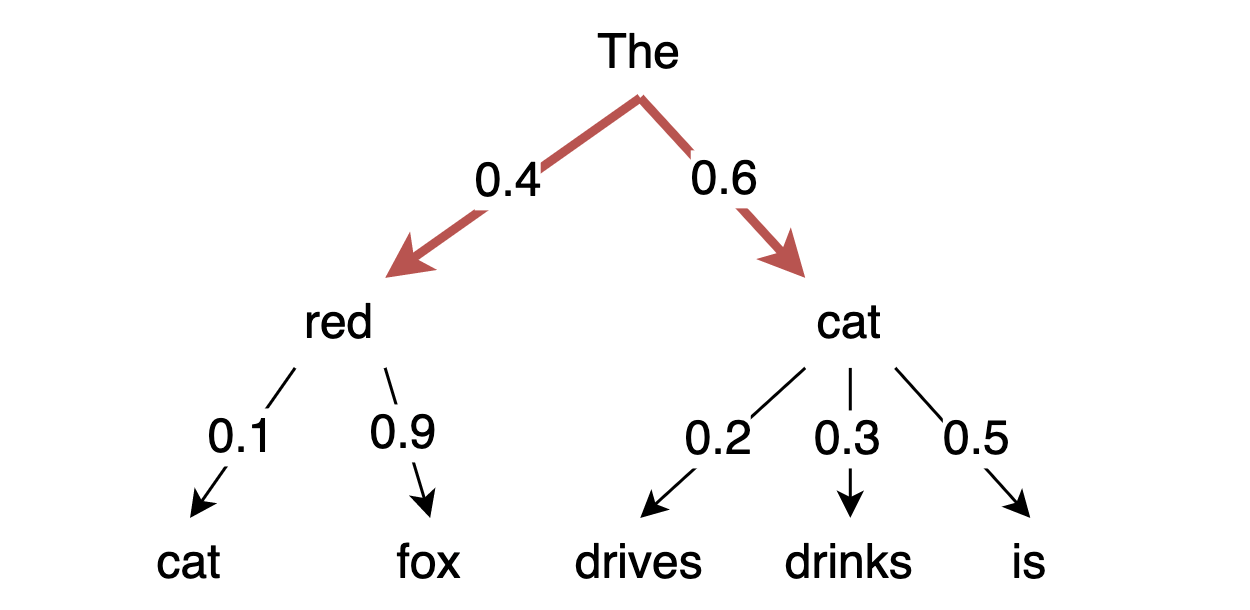 The
0.4 0.6
red cat
0.1 0.9 0.2 0.3 0.5
cat fox drives drinks is